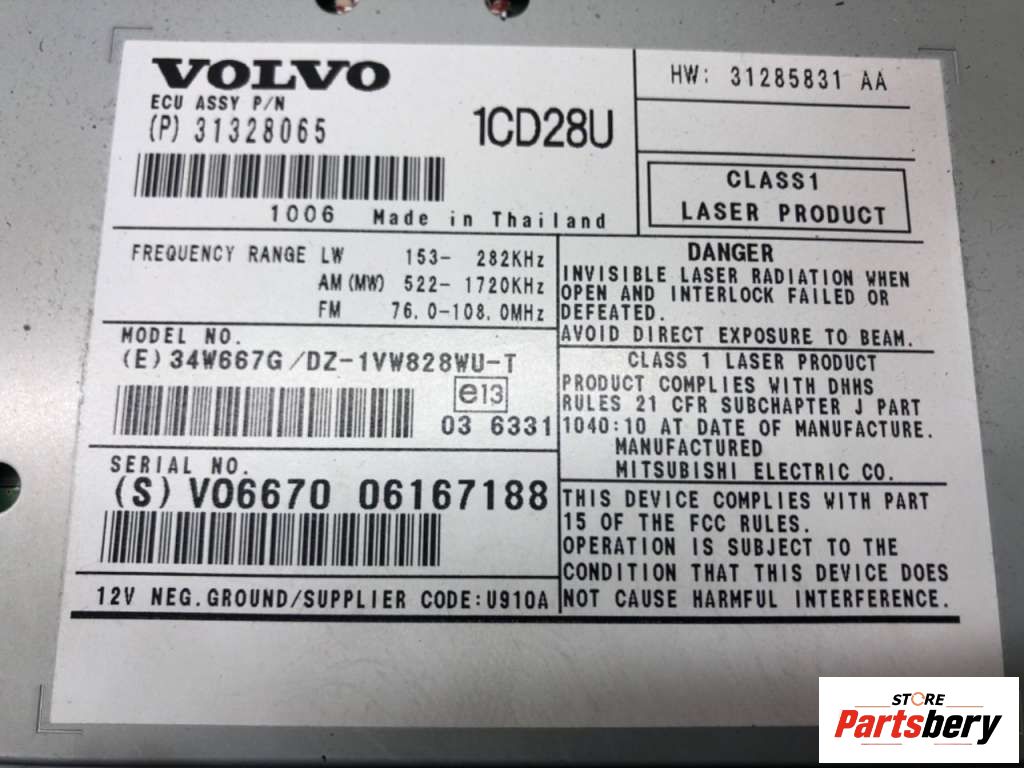 VOLVO
ECU ASSY P/N
(P) 31328065
1CD28U
1006 Made in Thailand
HW: 31285831 AA
CLASS1
LASER PRODUCT
FREQUENCY RANGE LW 153- 282KHz
AM(MW) 522- 1720KHz
FM 76.0-108.0MHz
MODEL NO.
(E) 34W667G/DZ-1VW828WU-T
e13
03 6331
SERIAL NO.
(S) VO6670 06167188
12V NEG.GROUND/SUPPLIER CODE:U910A
DANGER
INVISIBLE LASER RADIATION WHEN
OPEN AND INTERLOCK FAILED OR
DEFEATED.
AVOID DIRECT EXPOSURE TO BEAM.
CLASS 1 LASER PRODUCT
PRODUCT COMPLIES WITH DHHS
RULES 21 CFR SUBCHAPTER J PART
1040:10 AT DATE OF MANUFACTURE.
MANUFACTURED
MITSUBISHI ELECTRIC CO.
THIS DEVICE COMPLIES WITH PART
15 OF THE FCC RULES.
OPERATION IS SUBJECT TO THE
CONDITION THAT THIS DEVICE DOES
NOT CAUSE HARMFUL INTERFERENCE.
STORE
Partsbery